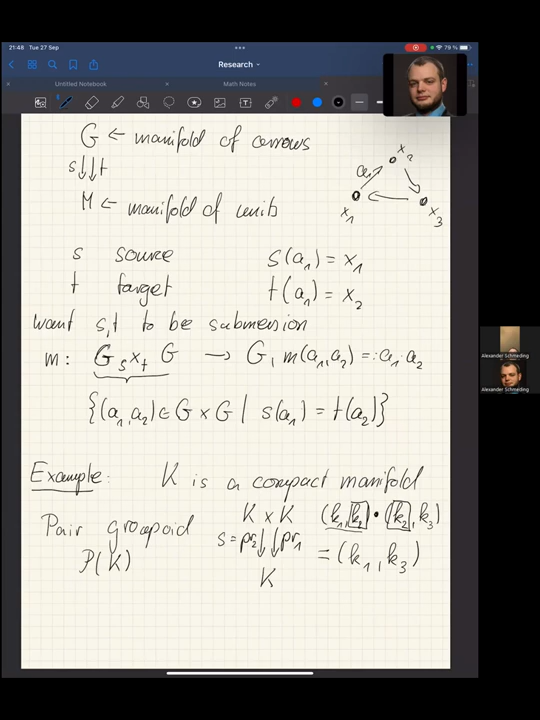 21:48 Tue 27 Sep
79 %
Research
Untitled Notebook
Math Notes
G ← manifold of arrows
s ↓↓ t
M ← manifold of units
a₁
x₁
x₂
x₃
s source
t target
s(a₁) = x₁
t(a₁) = x₂
want s,t to be submersion
m: G ₛ×ₜ G → G, m(a₁,a₂) =: a₁·a₂
{(a₁,a₂) ∈ G × G | s(a₁) = t(a₂)}
Example: K is a compact manifold
Pair groupoid
P(K)
K × K
s = pr₂ ↓↓ pr₁
K
(k₁,k₂) • (k₂,k₃)
= (k₁,k₃)
Alexander Schmeding
Alexander Schmeding